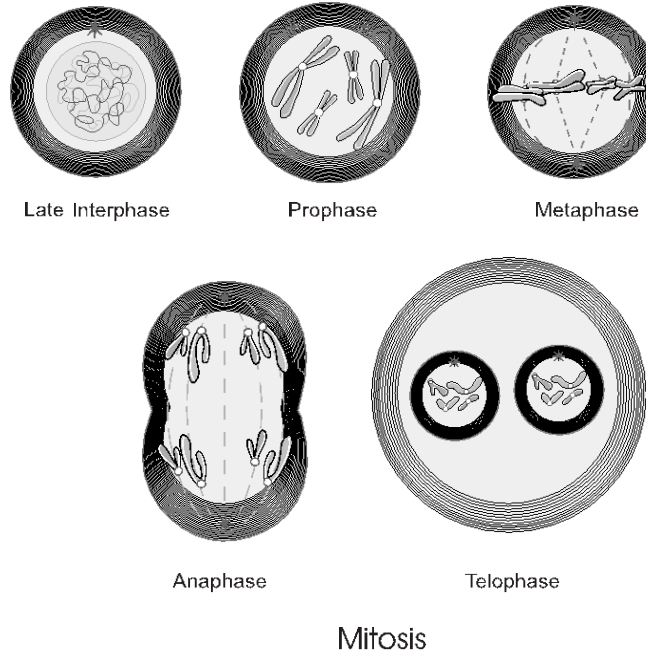 Late Interphase
Prophase
Metaphase
Anaphase
Telophase
Mitosis